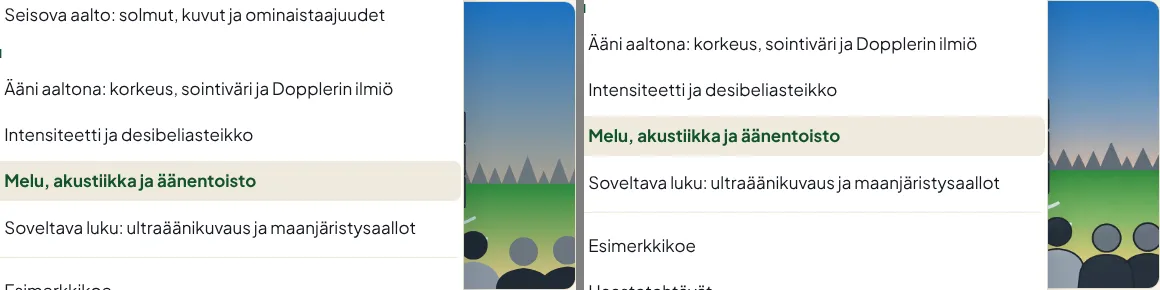 Seisova aalto: solmut, kuvut ja ominaistaajuudet
Ääni aaltona: korkeus, sointiväri ja Dopplerin ilmiö
Intensiteetti ja desibeliasteikko
Melu, akustiikka ja äänentoisto
Soveltava luku: ultraäänikuvaus ja maanjäristysaallot
Ääni aaltona: korkeus, sointiväri ja Dopplerin ilmiö
Intensiteetti ja desibeliasteikko
Melu, akustiikka ja äänentoisto
Soveltava luku: ultraäänikuvaus ja maanjäristysaallot
Esimerkkikoe